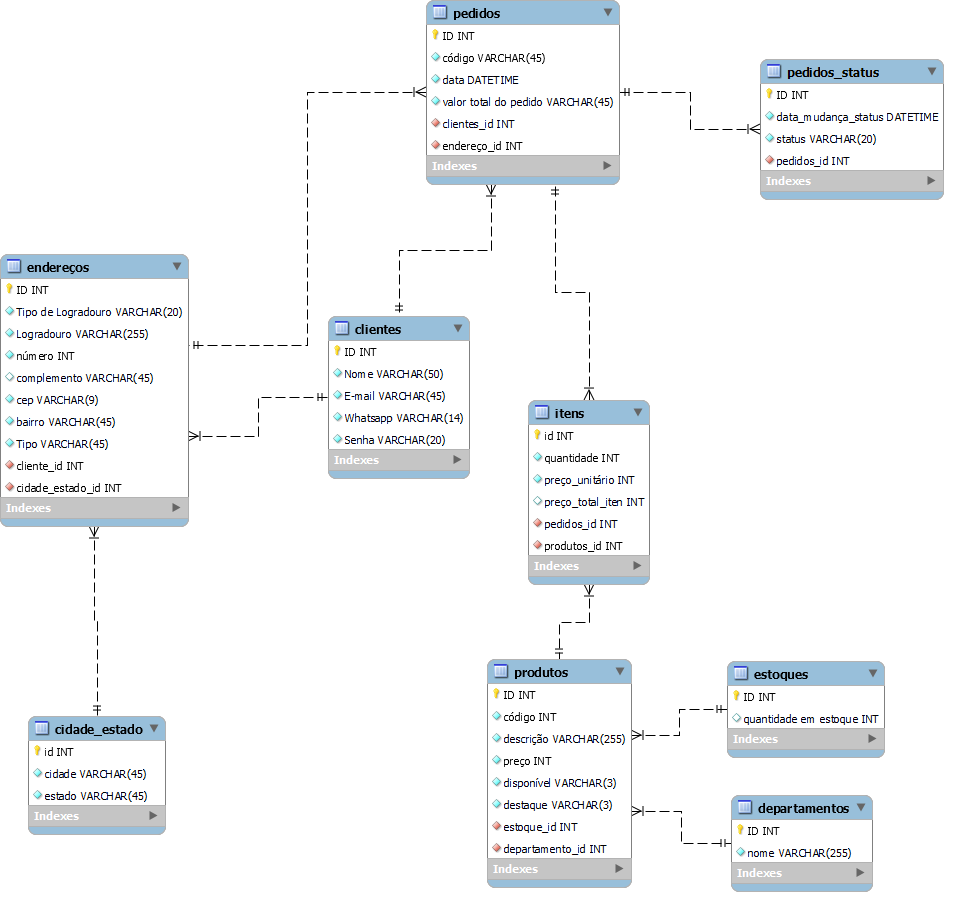 pedidos
ID INT
código VARCHAR(45)
data DATETIME
valor total do pedido VARCHAR(45)
clientes_id INT
endereço_id INT
Indexes
pedidos_status
ID INT
data_mudança_status DATETIME
status VARCHAR(20)
pedidos_id INT
Indexes
endereços
ID INT
Tipo de Logradouro VARCHAR(20)
Logradouro VARCHAR(255)
número INT
complemento VARCHAR(45)
cep VARCHAR(9)
bairro VARCHAR(45)
Tipo VARCHAR(45)
cliente_id INT
cidade_estado_id INT
Indexes
clientes
ID INT
Nome VARCHAR(50)
E-mail VARCHAR(45)
Whatsapp VARCHAR(14)
Senha VARCHAR(20)
Indexes
itens
id INT
quantidade INT
preço_unitário INT
preço_total_iten INT
pedidos_id INT
produtos_id INT
Indexes
cidade_estado
id INT
cidade VARCHAR(45)
estado VARCHAR(45)
Indexes
produtos
ID INT
código INT
descrição VARCHAR(255)
preço INT
disponível VARCHAR(3)
destaque VARCHAR(3)
estoque_id INT
departamento_id INT
Indexes
estoques
ID INT
quantidade em estoque INT
Indexes
departamentos
ID INT
nome VARCHAR(255)
Indexes